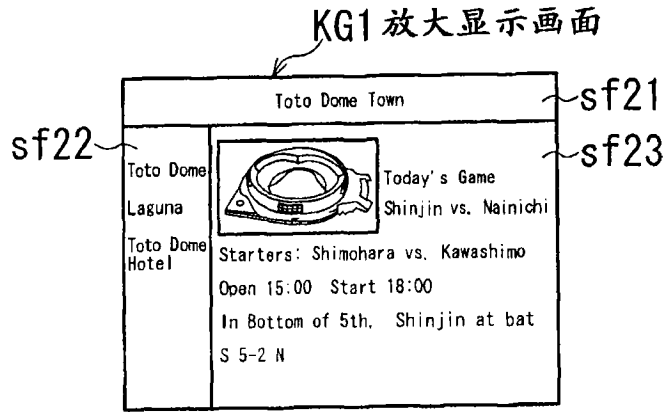 KG1 放大显示画面
Toto Dome Town
sf21
sf22
sf23
Toto Dome
Laguna
Toto Dome
Hotel
Today's Game
Shinjin vs. Nainichi
Starters: Shimohara vs. Kawashimo
Open 15:00 Start 18:00
In Bottom of 5th, Shinjin at bat
S 5-2 N